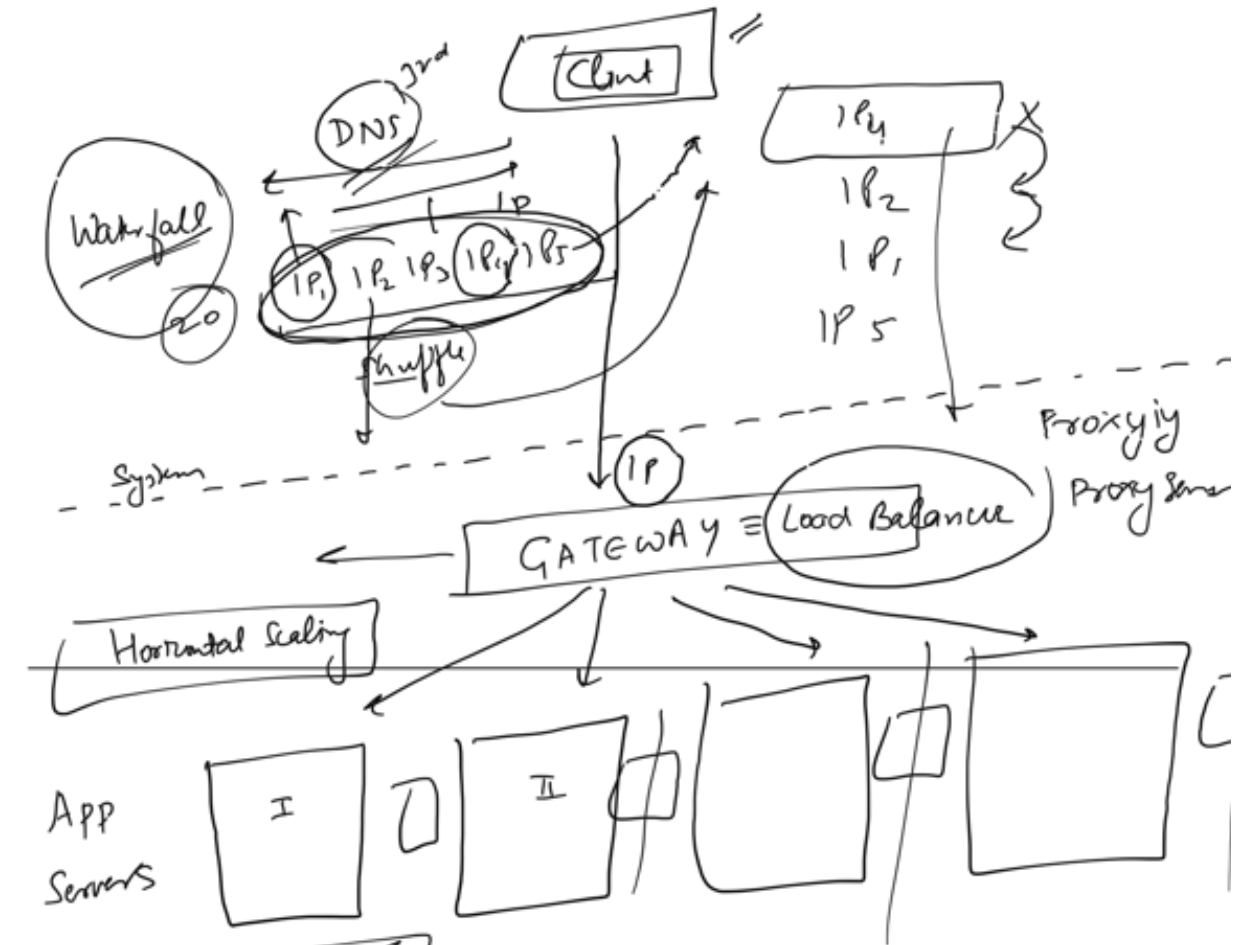 Client
3rd
DNS
IP4
IP
IP2
Waterfall
IP1 IP2 IP3 IP4 IP5
IP1
20
IP5
Shuffle
System
IP
Proxyiy
Proxy Server
GATEWAY ≡ Load Balancer
Horizontal Scaling
I
II
App
Servers